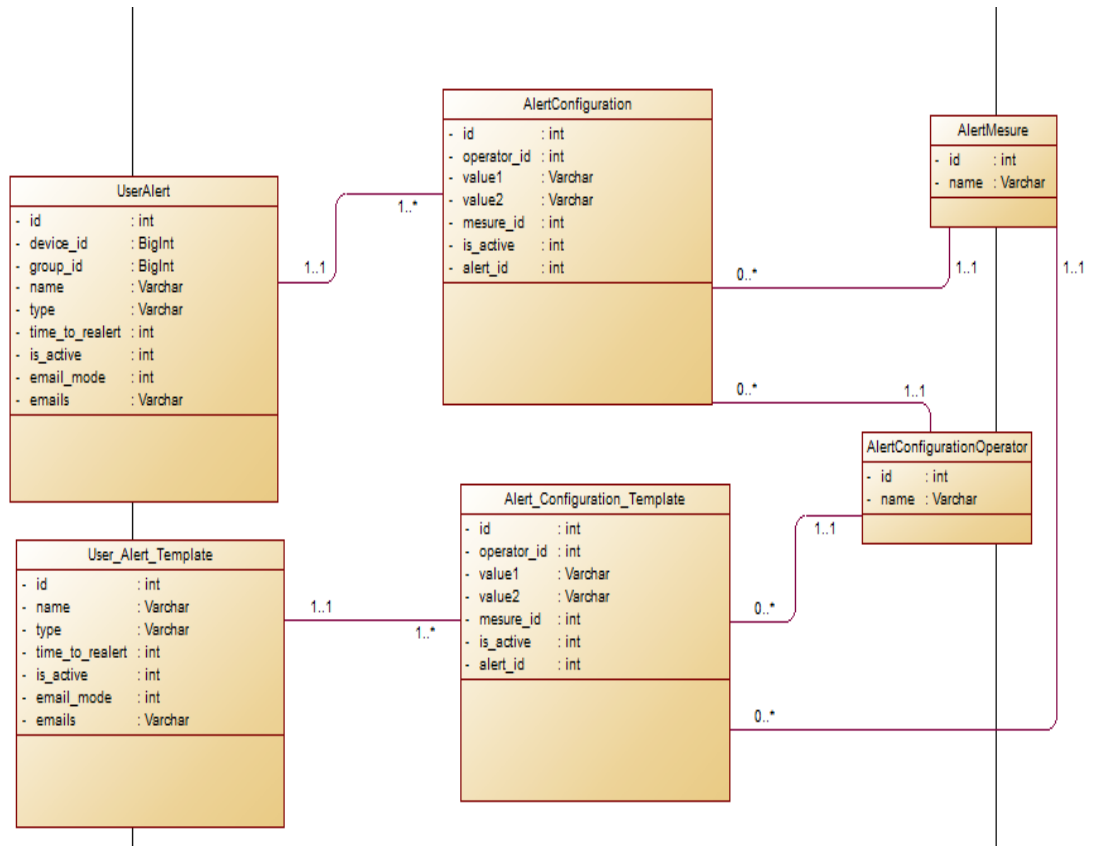 AlertConfiguration
- id : int
- operator_id : int
- value1 : Varchar
- value2 : Varchar
- mesure_id : int
- is_active : int
- alert_id : int
AlertMesure
- id : int
- name : Varchar
UserAlert
- id : int
- device_id : BigInt
- group_id : BigInt
- name : Varchar
- type : Varchar
- time_to_realert : int
- is_active : int
- email_mode : int
- emails : Varchar
1..*
1..1
0..*
1..1
1..1
0..*
1..1
AlertConfigurationOperator
- id : int
- name : Varchar
Alert_Configuration_Template
- id : int
- operator_id : int
- value1 : Varchar
- value2 : Varchar
- mesure_id : int
- is_active : int
- alert_id : int
User_Alert_Template
- id : int
- name : Varchar
- type : Varchar
- time_to_realert : int
- is_active : int
- email_mode : int
- emails : Varchar
1..1
1..*
1..1
0..*
0..*